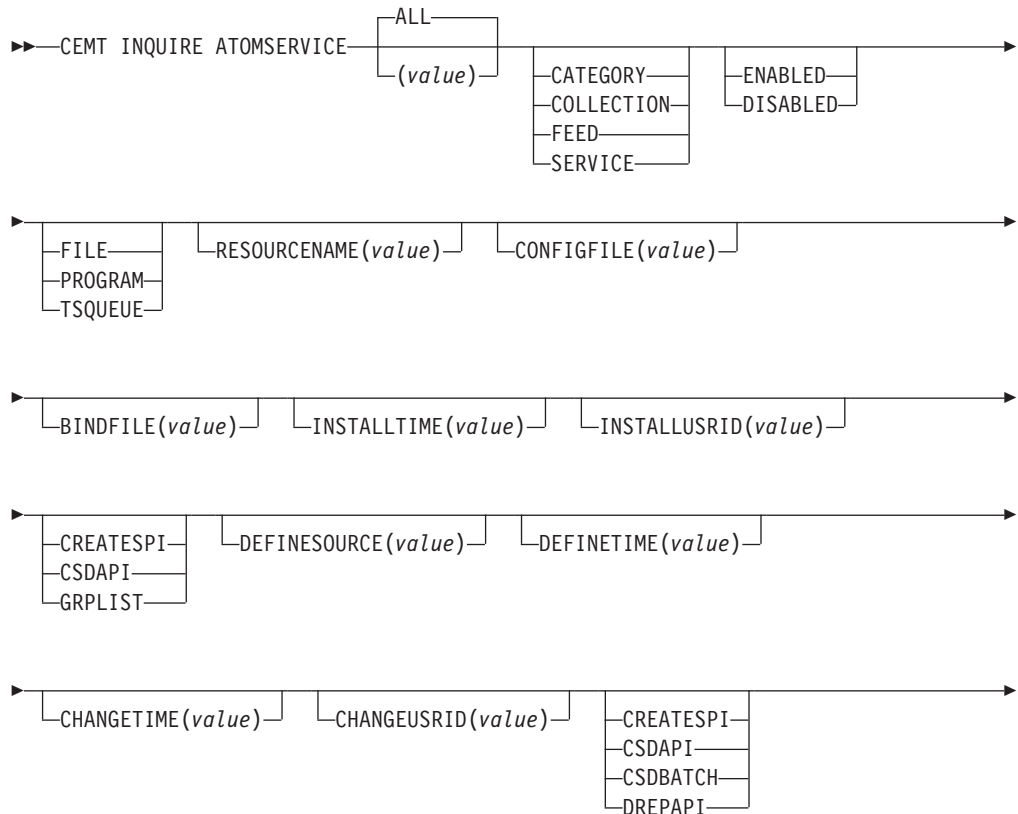 ALL
CEMT INQUIRE ATOMSERVICE
(value)
CATEGORY
COLLECTION
FEED
SERVICE
ENABLED
DISABLED
FILE
PROGRAM
TSQUEUE
RESOURCENAME(value)
CONFIGFILE(value)
BINDFILE(value)
INSTALLTIME(value)
INSTALLUSRID(value)
CREATESPI
CSDAPI
GRPLIST
DEFINESOURCE(value)
DEFINETIME(value)
CHANGETIME(value)
CHANGEUSRID(value)
CREATESPI
CSDAPI
CSDBATCH
DREPAPI